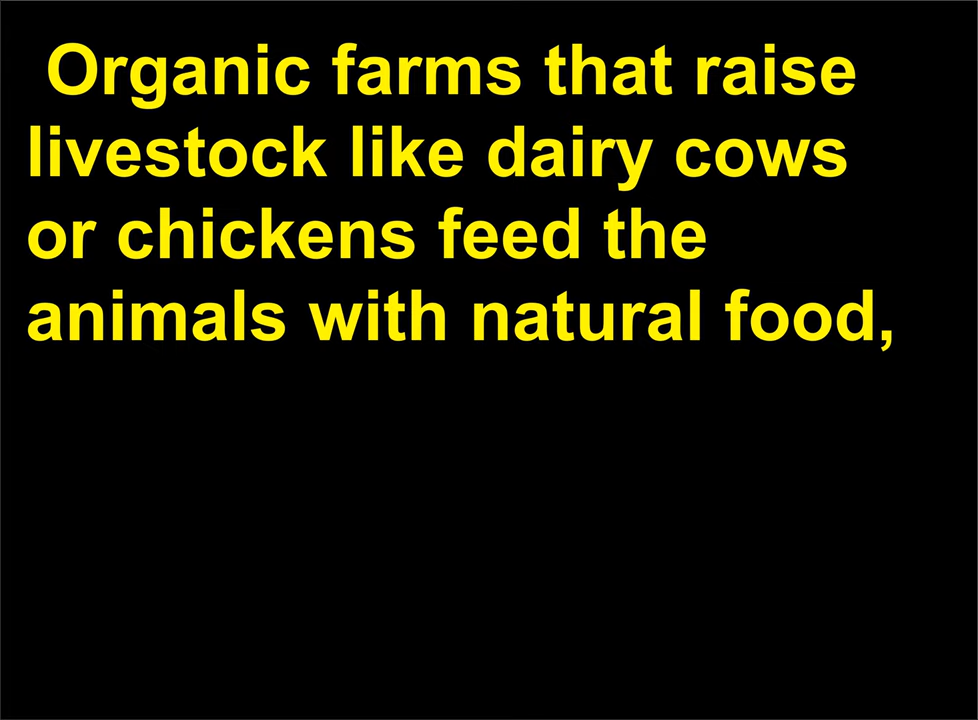 Organic farms that raise
livestock like dairy cows
or chickens feed the
animals with natural food,